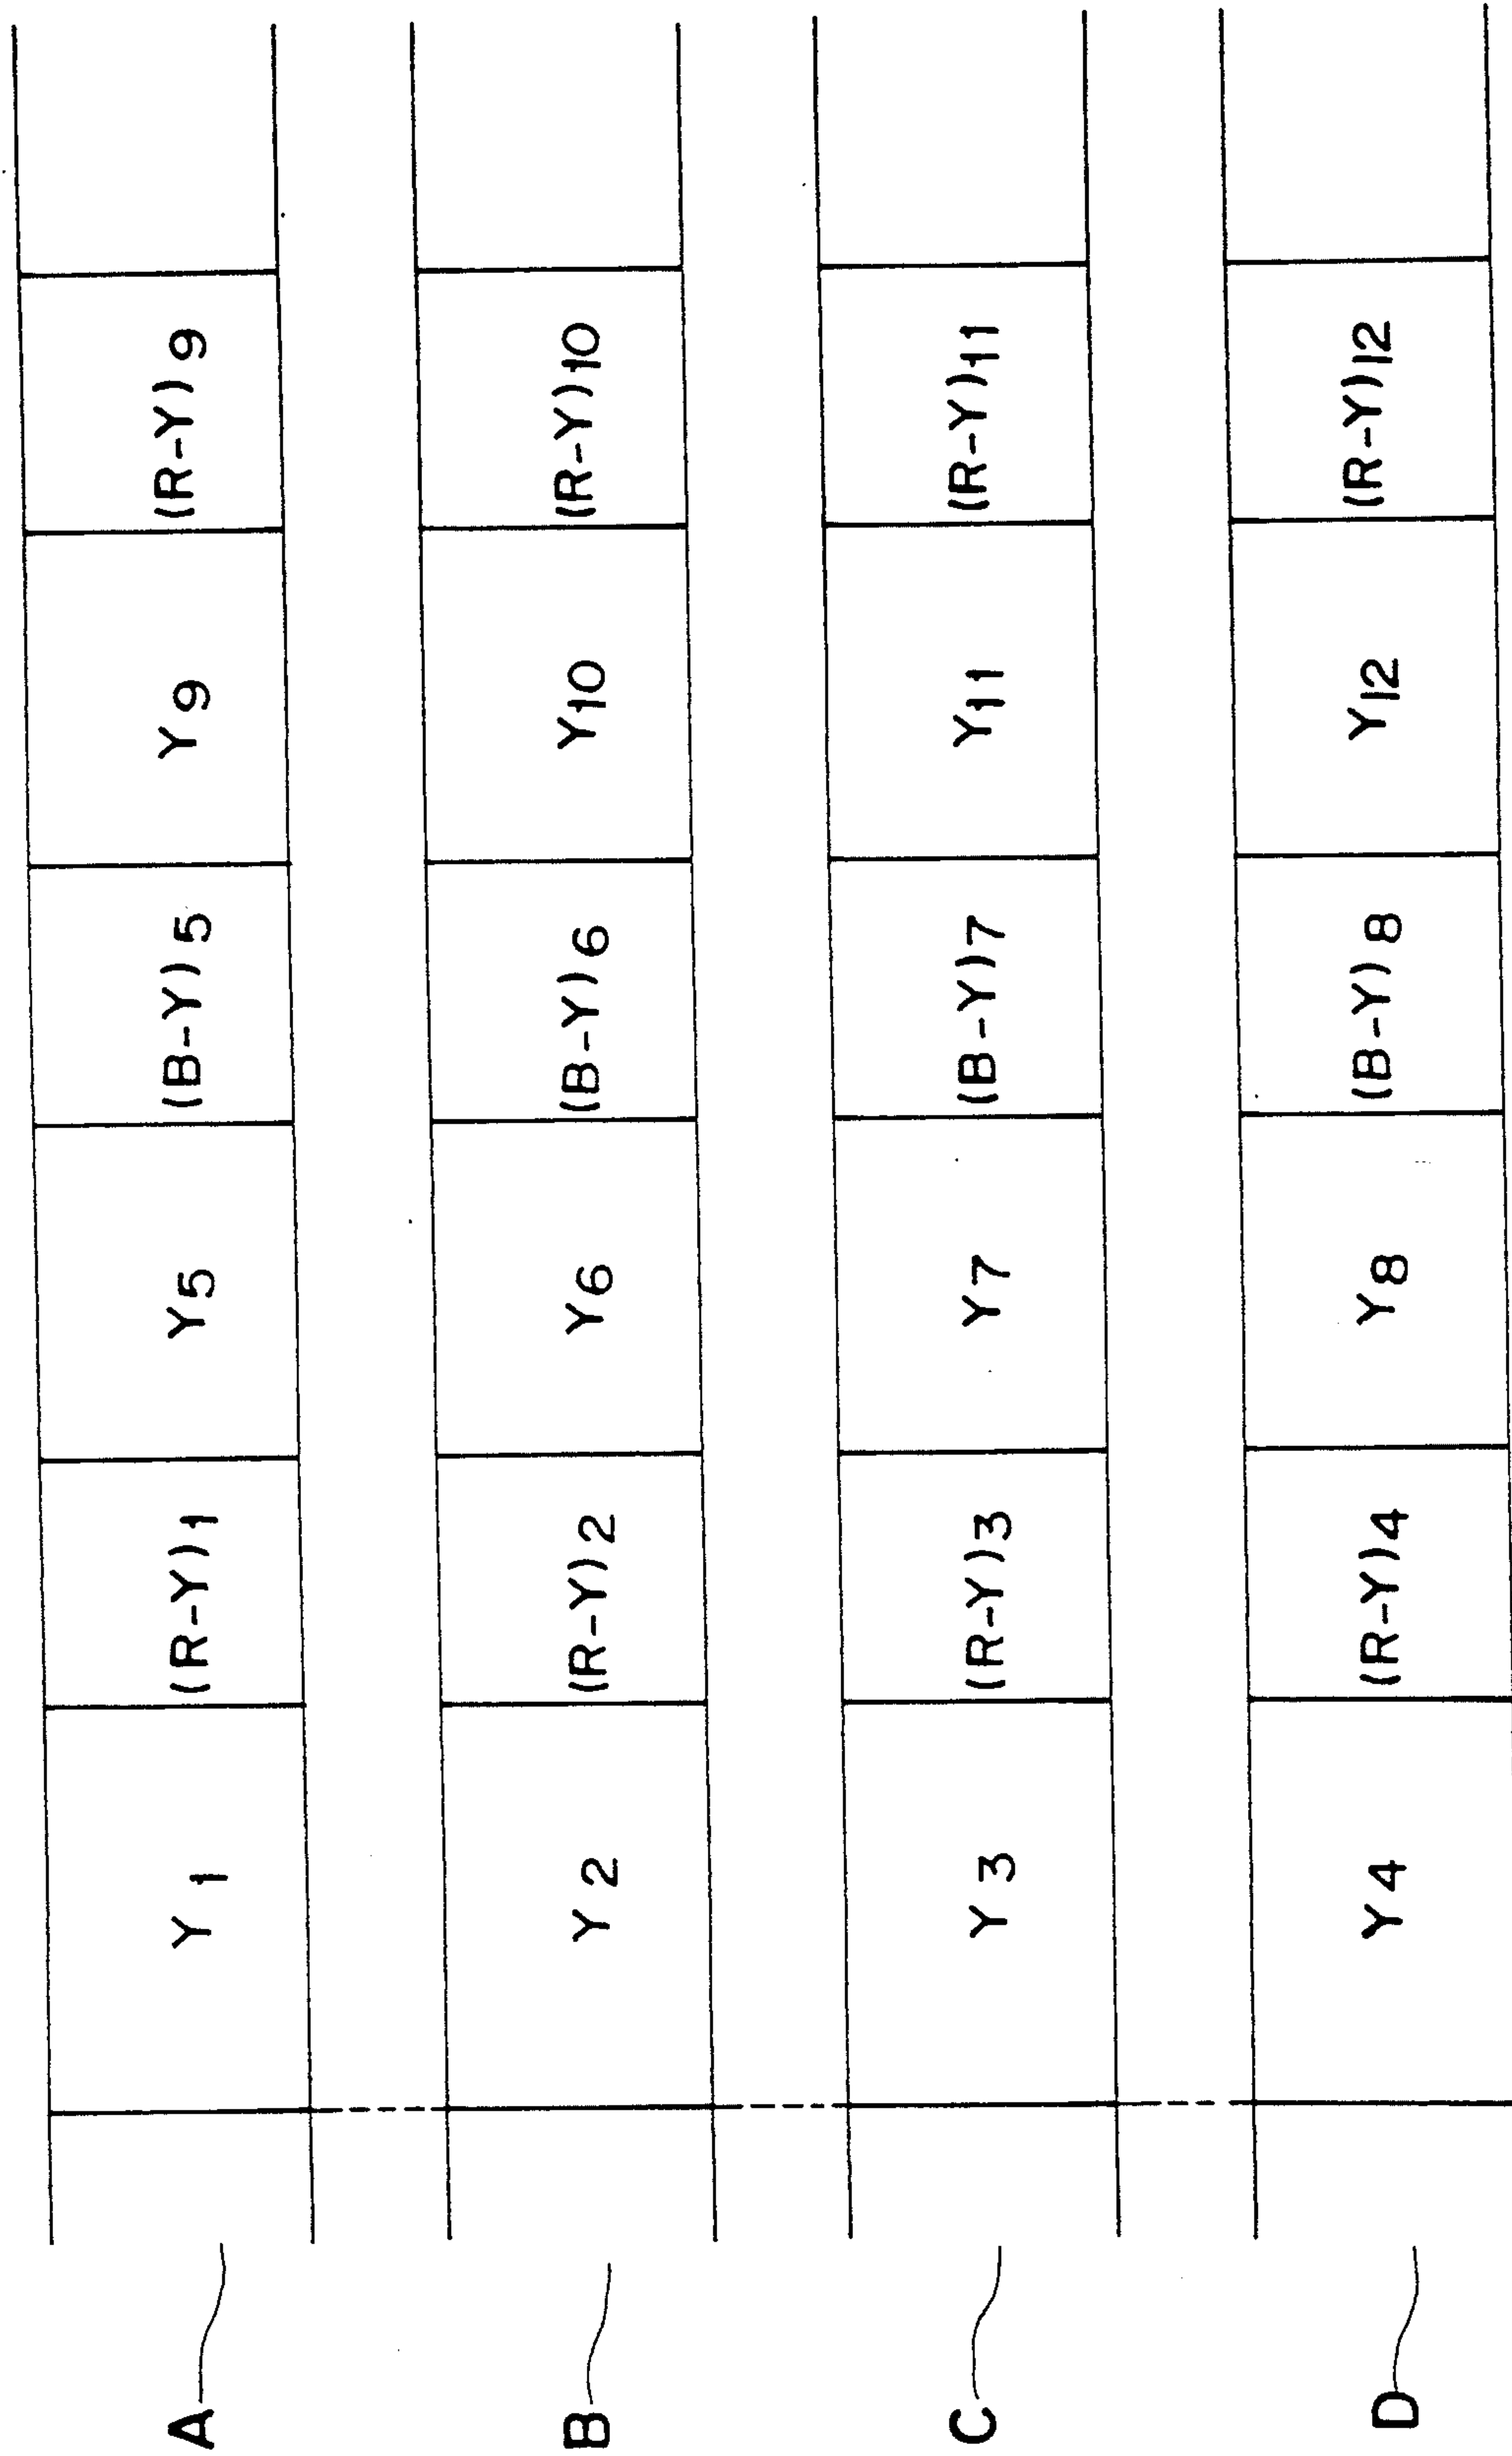 A Y1 (R-Y)1 Y5 (B-Y)5 Y9 (R-Y)9
B Y2 (R-Y)2 Y6 (B-Y)6 Y10 (R-Y)10
C Y3 (R-Y)3 Y7 (B-Y)7 Y11 (R-Y)11
D Y4 (R-Y)4 Y8 (B-Y)8 Y12 (R-Y)12